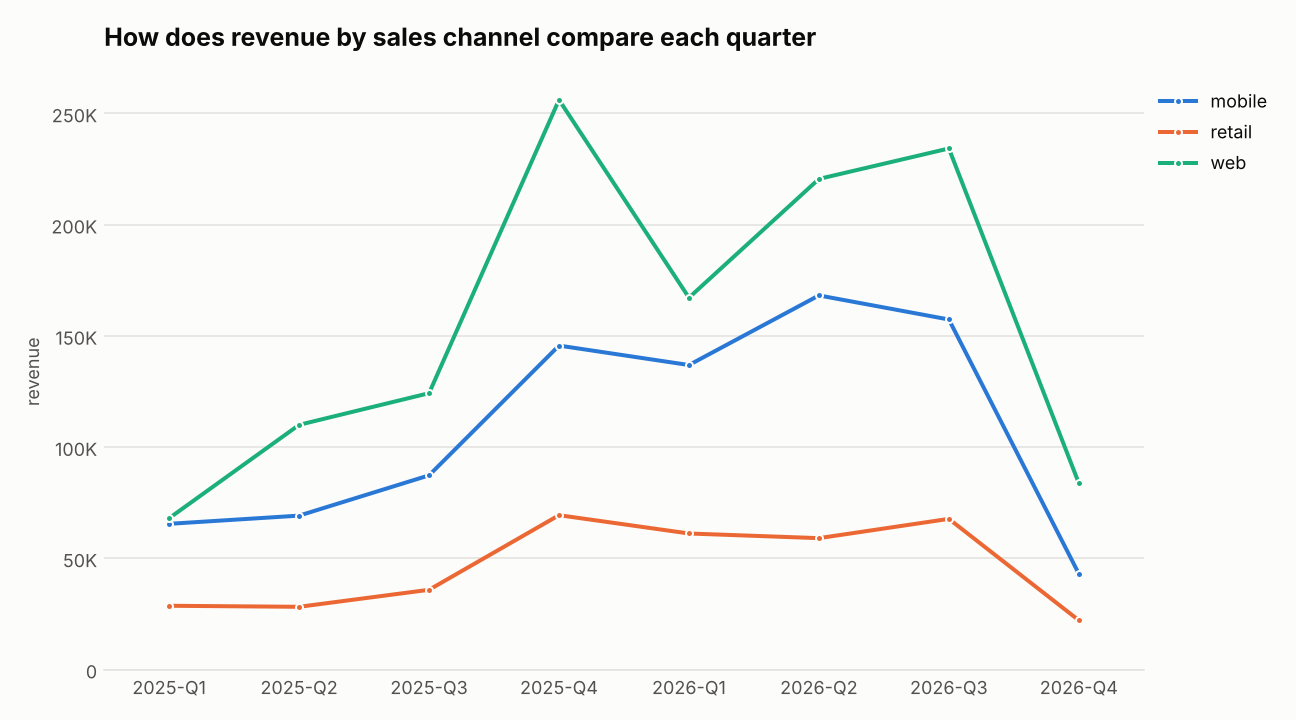 How does revenue by sales channel compare each quarter
mobile
retail
web
revenue
250K
200K
150K
100K
50K
0
2025-Q1 2025-Q2 2025-Q3 2025-Q4 2026-Q1 2026-Q2 2026-Q3 2026-Q4